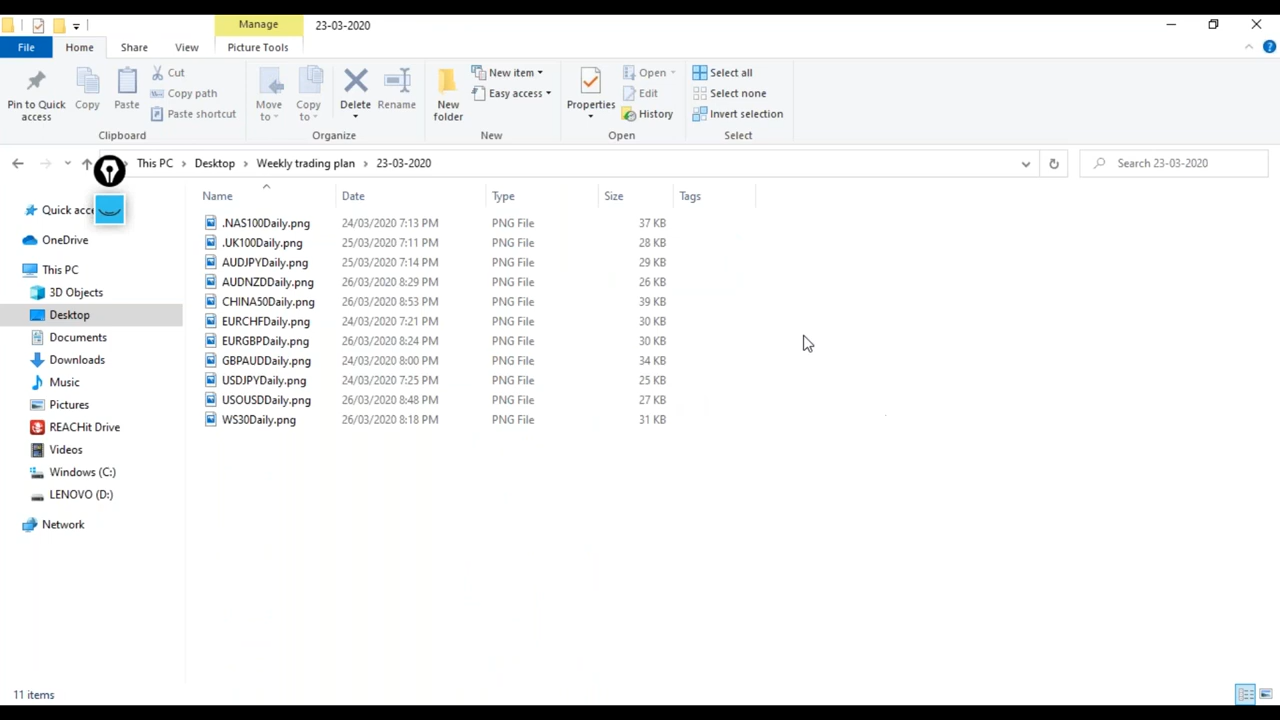 Manage
23-03-2020
File
Home
Share
View
Picture Tools
Pin to Quick access
Copy
Paste
Cut
Copy path
Paste shortcut
Clipboard
Move to
Copy to
Delete
Rename
Organize
New folder
New item
Easy access
New
Properties
Open
Edit
History
Open
Select all
Select none
Invert selection
Select
This PC > Desktop > Weekly trading plan > 23-03-2020
Search 23-03-2020
Name Date Type Size Tags
Quick acce
OneDrive
This PC
3D Objects
Desktop
Documents
Downloads
Music
Pictures
REACHit Drive
Videos
Windows (C:)
LENOVO (D:)
Network
.NAS100Daily.png 24/03/2020 7:13 PM PNG File 37 KB
.UK100Daily.png 25/03/2020 7:11 PM PNG File 28 KB
AUDJPYDaily.png 25/03/2020 7:14 PM PNG File 29 KB
AUDNZDDaily.png 26/03/2020 8:29 PM PNG File 26 KB
CHINA50Daily.png 26/03/2020 8:53 PM PNG File 39 KB
EURCHFDaily.png 24/03/2020 7:21 PM PNG File 30 KB
EURGBPDaily.png 26/03/2020 8:24 PM PNG File 30 KB
GBPAUDDaily.png 24/03/2020 8:00 PM PNG File 34 KB
USDJPYDaily.png 24/03/2020 7:25 PM PNG File 25 KB
USOUSDDaily.png 26/03/2020 8:48 PM PNG File 27 KB
WS30Daily.png 26/03/2020 8:18 PM PNG File 31 KB
11 items